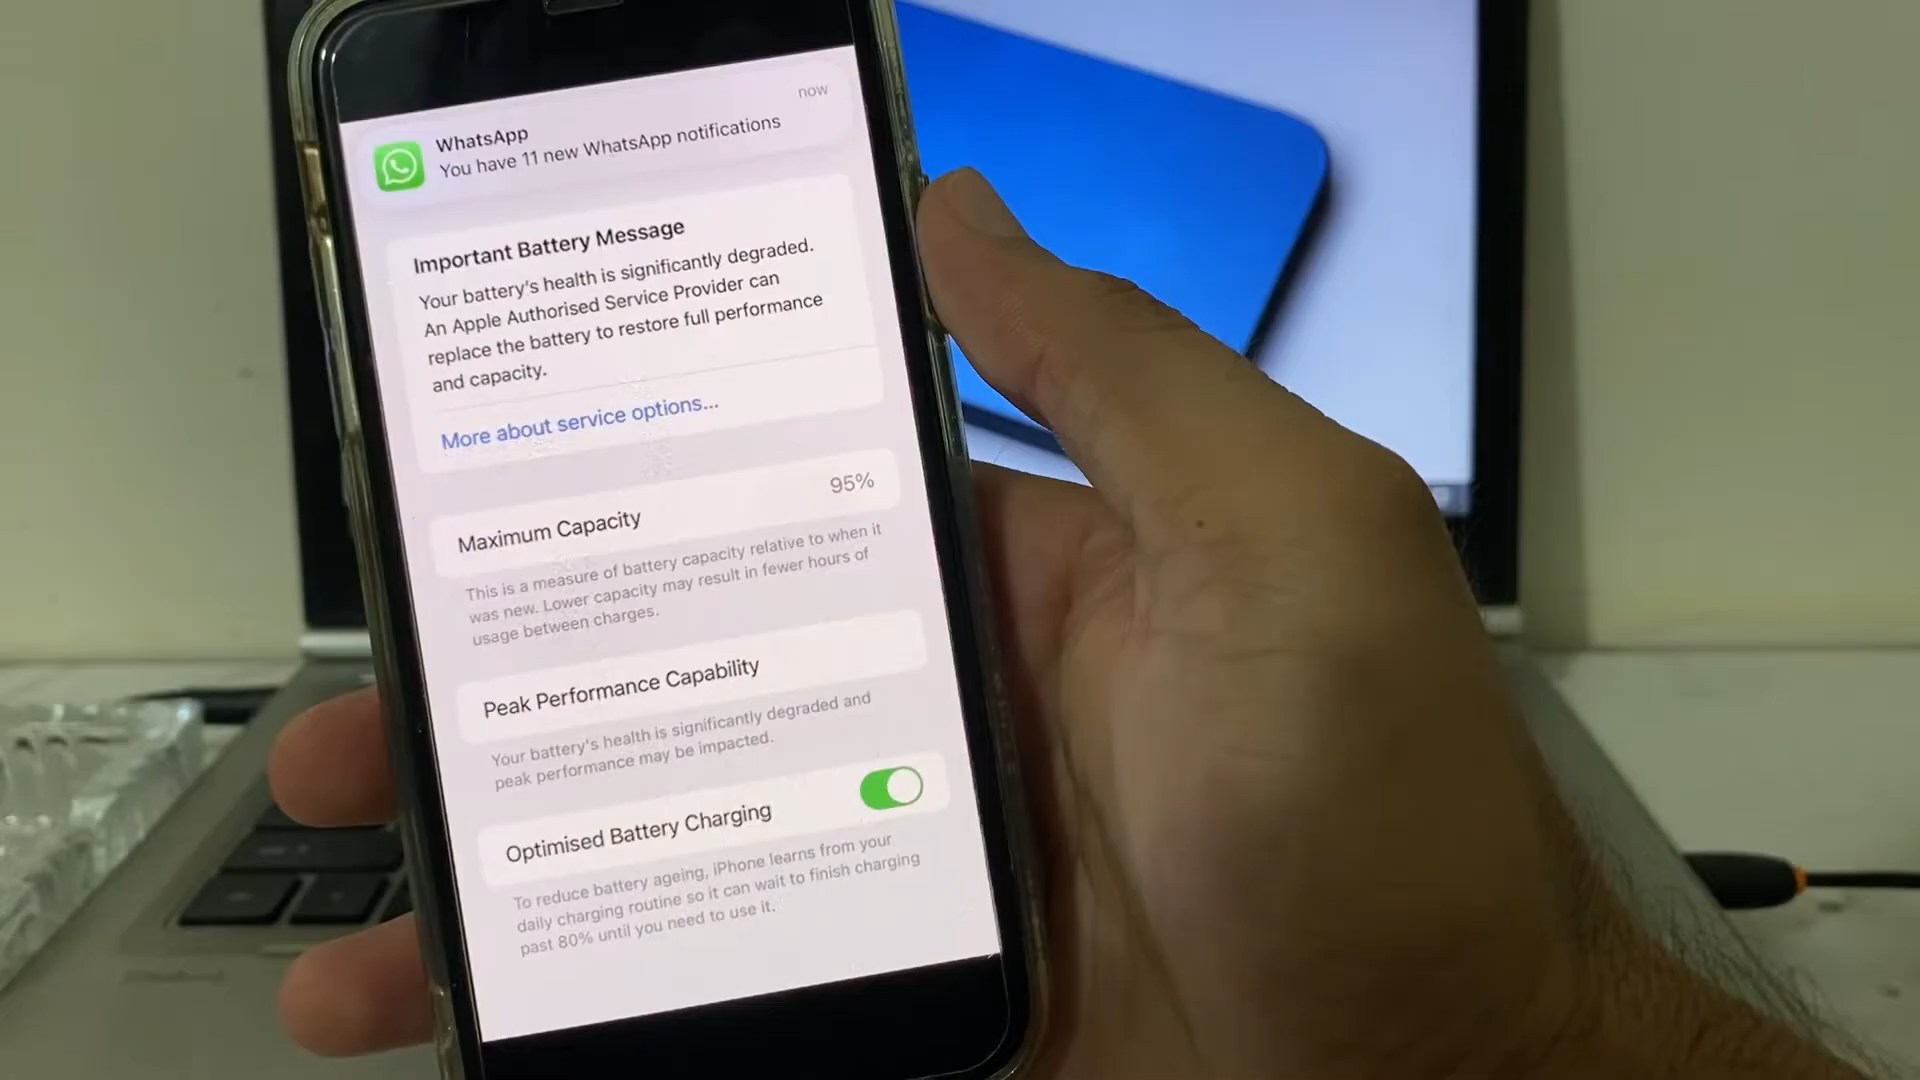 now
WhatsApp
You have 11 new WhatsApp notifications
Important Battery Message
Your battery's health is significantly degraded.
An Apple Authorised Service Provider can
replace the battery to restore full performance
and capacity.
More about service options...
Maximum Capacity 95%
This is a measure of battery capacity relative to when it
was new. Lower capacity may result in fewer hours of
usage between charges.
Peak Performance Capability
Your battery's health is significantly degraded and
peak performance may be impacted.
Optimised Battery Charging
To reduce battery ageing, iPhone learns from your
daily charging routine so it can wait to finish charging
past 80% until you need to use it.